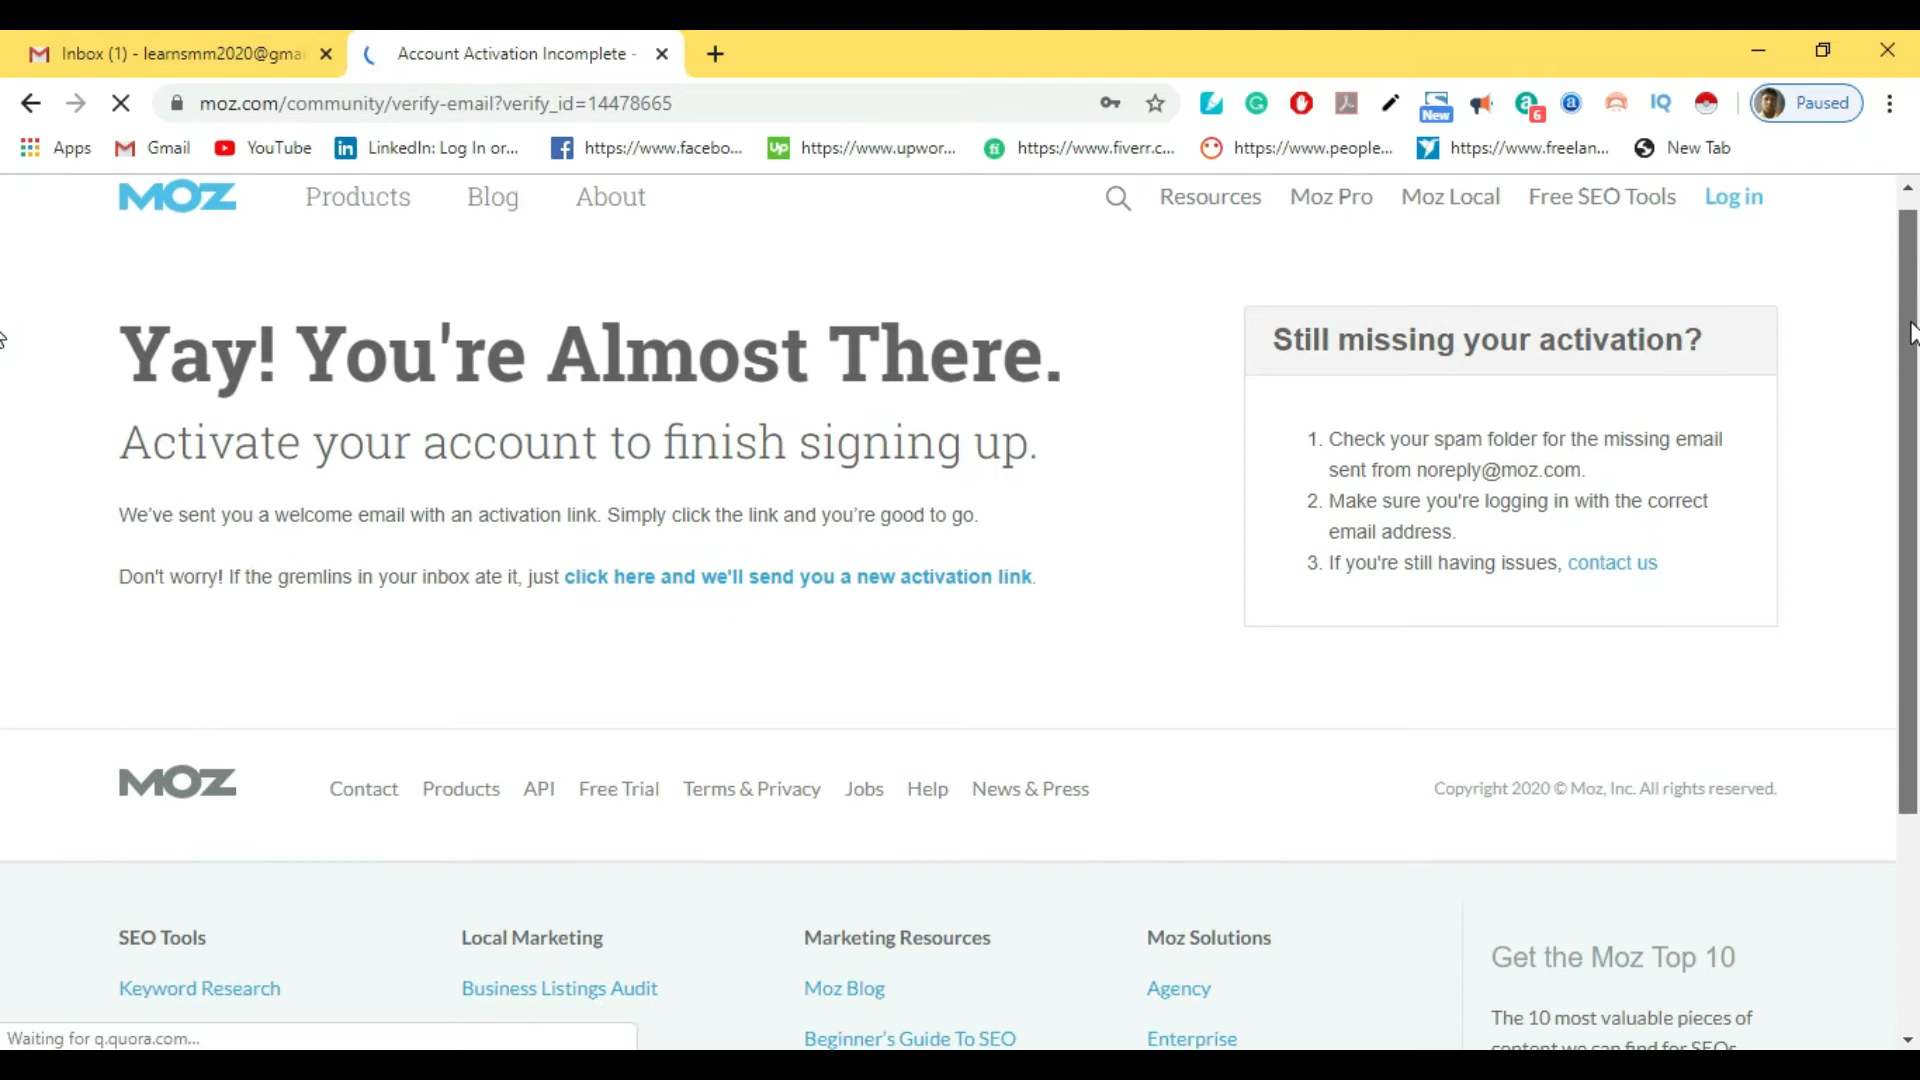 Inbox (1) - learnsmm2020@gmai
Account Activation Incomplete -
moz.com/community/verify-email?verify_id=14478665
New
6
IQ
Paused
Apps
Gmail
YouTube
LinkedIn: Log In or...
https://www.facebo...
https://www.upwor...
https://www.fiverr.c...
https://www.people...
https://www.freelan...
New Tab
MOZ
Products
Blog
About
Resources
Moz Pro
Moz Local
Free SEO Tools
Log in
Yay! You're Almost There.
Activate your account to finish signing up.
We've sent you a welcome email with an activation link. Simply click the link and you're good to go.
Don't worry! If the gremlins in your inbox ate it, just click here and we'll send you a new activation link.
Still missing your activation?
1. Check your spam folder for the missing email
sent from noreply@moz.com.
2. Make sure you're logging in with the correct
email address.
3. If you're still having issues, contact us
MOZ
Contact
Products
API
Free Trial
Terms & Privacy
Jobs
Help
News & Press
Copyright 2020 © Moz, Inc. All rights reserved.
SEO Tools
Local Marketing
Marketing Resources
Moz Solutions
Get the Moz Top 10
Keyword Research
Business Listings Audit
Moz Blog
Agency
The 10 most valuable pieces of
Beginner's Guide To SEO
Enterprise
content we can find for SEOs
Waiting for q.quora.com...